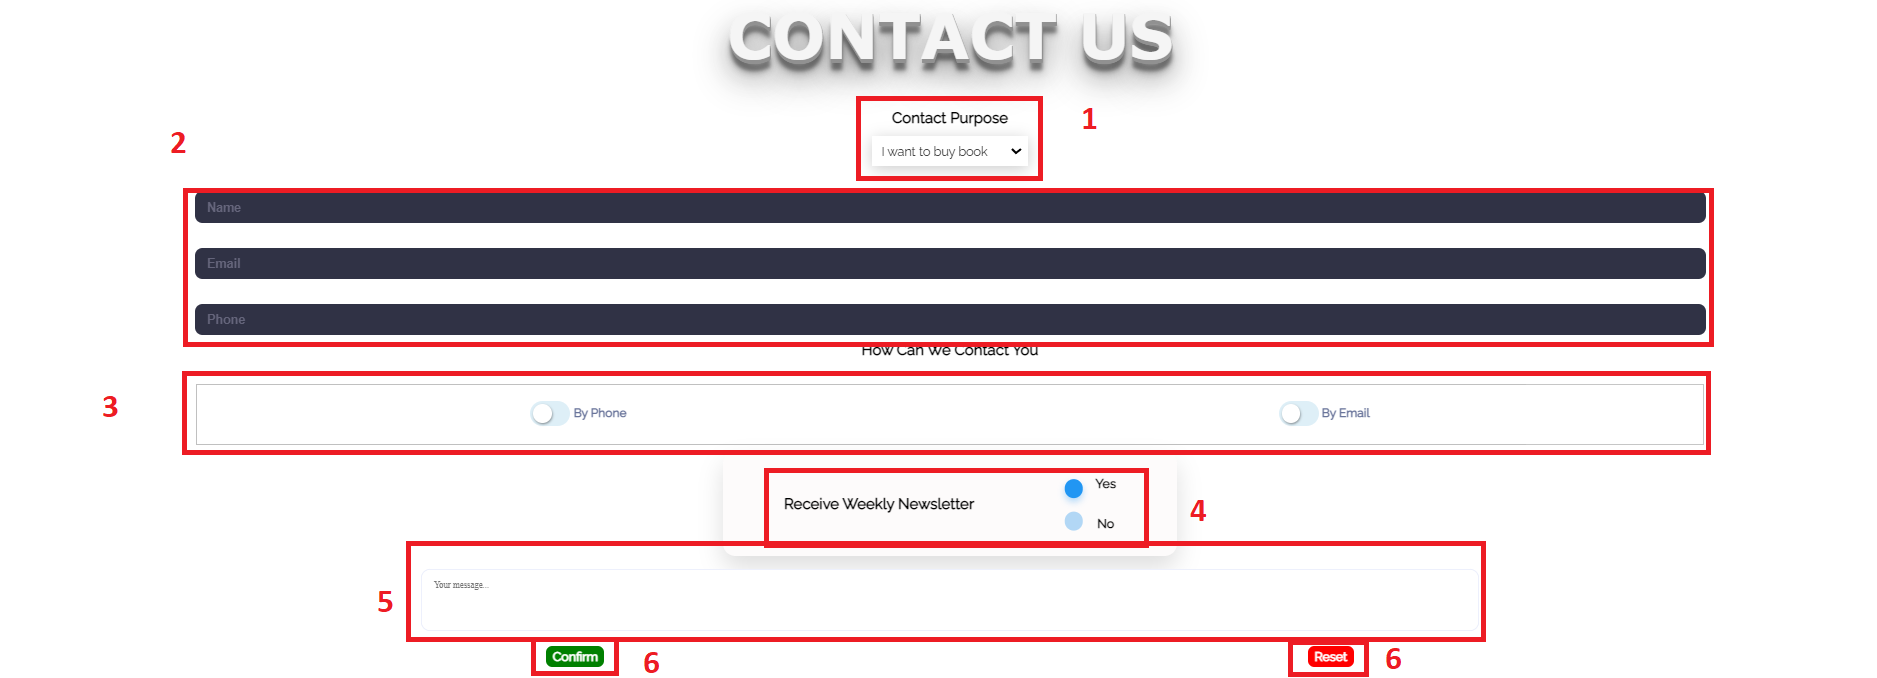 CONTACT US
1
Contact Purpose
2
I want to buy book
Name
Email
Phone
How Can We Contact You
3
By Phone
By Email
Yes
Receive Weekly Newsletter
4
No
Your message...
5
Confirm
6
Reset
6